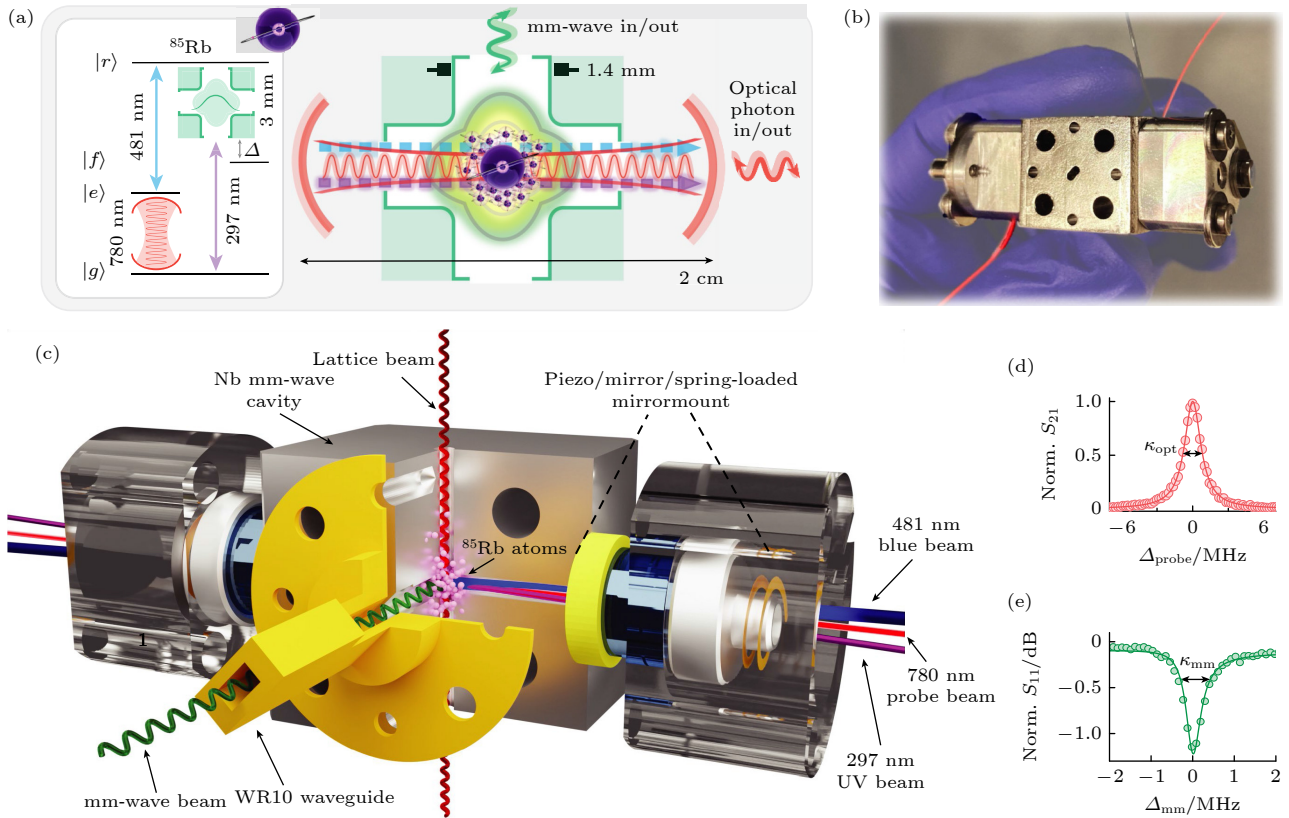 (a)
⁸⁵Rb
|r⟩
481 nm
3 mm
|f⟩
Δ
|e⟩
780 nm
297 nm
|g⟩
mm-wave in/out
1.4 mm
Optical
photon
in/out
2 cm
(b)
(c)
Lattice beam
Nb mm-wave
cavity
Piezo/mirror/spring-loaded
mirrormount
⁸⁵Rb atoms
481 nm
blue beam
780 nm
probe beam
297 nm
UV beam
1
mm-wave beam
WR10 waveguide
(d)
Norm. S₂₁
1.0
0.5
0
κopt
−6
0
6
Δprobe/MHz
(e)
Norm. S₁₁/dB
0
−0.5
−1.0
κmm
−2
−1
0
1
2
Δmm/MHz